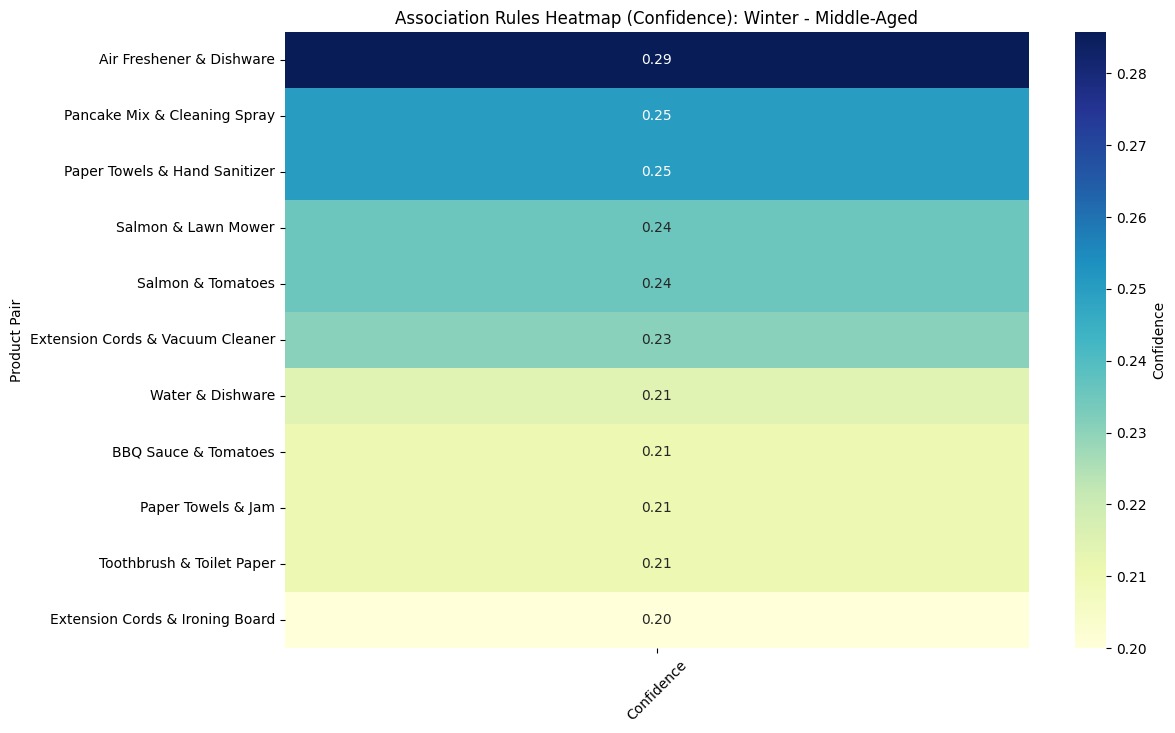 Association Rules Heatmap (Confidence): Winter - Middle-Aged
Product Pair
Air Freshener & Dishware
0.29
Pancake Mix & Cleaning Spray
0.25
Paper Towels & Hand Sanitizer
0.25
Salmon & Lawn Mower
0.24
Salmon & Tomatoes
0.24
Extension Cords & Vacuum Cleaner
0.23
Water & Dishware
0.21
BBQ Sauce & Tomatoes
0.21
Paper Towels & Jam
0.21
Toothbrush & Toilet Paper
0.21
Extension Cords & Ironing Board
0.20
Confidence
0.28
0.27
0.26
0.25
0.24
0.23
0.22
0.21
0.20
Confidence